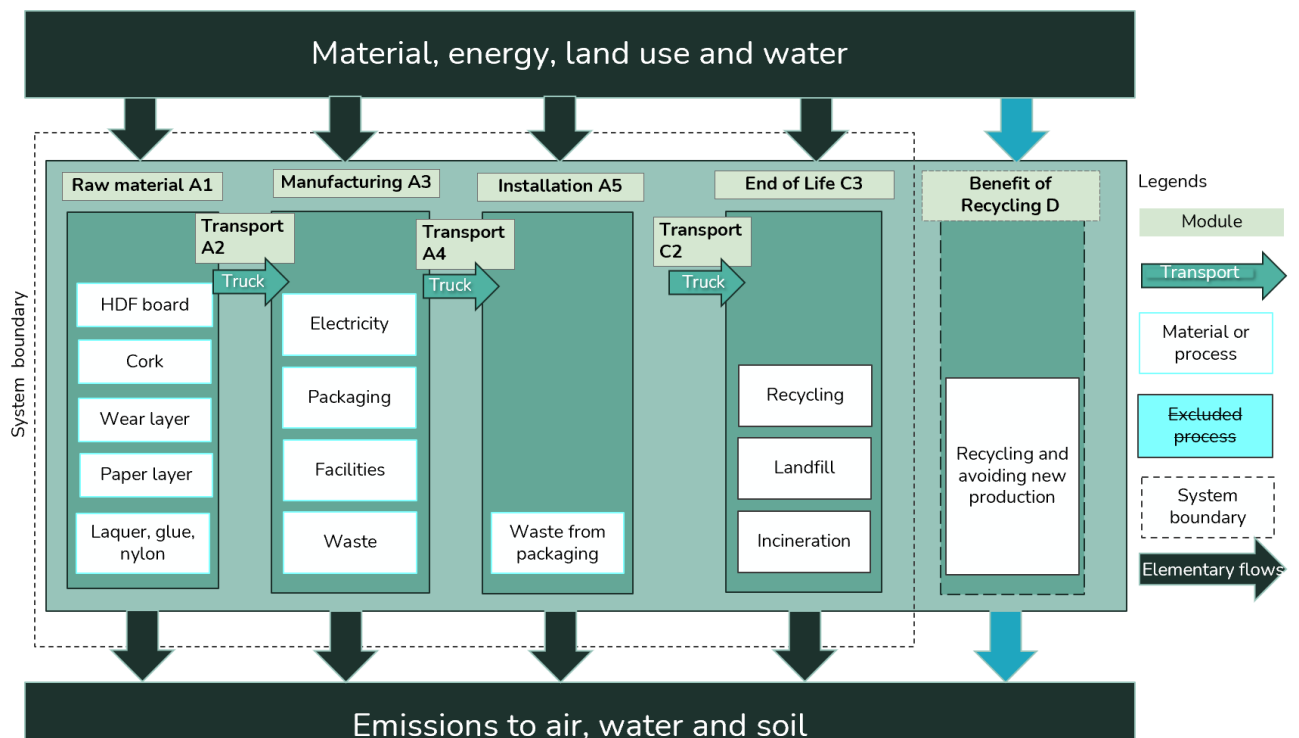 Material, energy, land use and water
Raw material A1
Manufacturing A3
Installation A5
End of Life C3
Benefit of
Recycling D
Legends
Module
Transport
A2
Truck
Transport
A4
Truck
Transport
C2
Truck
Transport
HDF board
Cork
Wear layer
Paper layer
Laquer, glue,
nylon
Electricity
Packaging
Facilities
Waste
Waste from
packaging
Recycling
Landfill
Incineration
Recycling and
avoiding new
production
Material or
process
Excluded
process
System
boundary
Elementary flows
System boundary
Emissions to air, water and soil